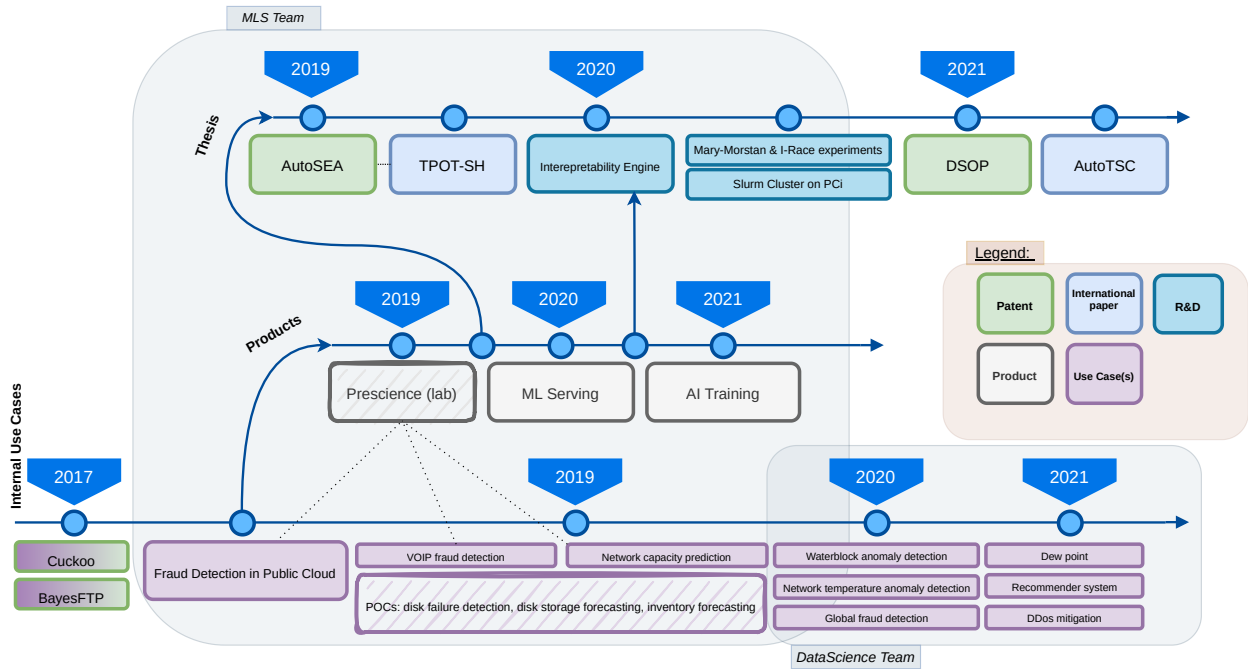 MLS Team
2019
2020
2021
Thesis
AutoSEA
TPOT-SH
Interepretability Engine
Mary-Morstan & I-Race experiments
Slurm Cluster on PCi
DSOP
AutoTSC
Legend:
Patent
International
paper
R&D
Product
Use Case(s)
Products
2019
2020
2021
Prescience (lab)
ML Serving
AI Training
Internal Use Cases
2017
2019
2020
2021
Cuckoo
BayesFTP
Fraud Detection in Public Cloud
VOIP fraud detection
Network capacity prediction
POCs: disk failure detection, disk storage forecasting, inventory forecasting
Waterblock anomaly detection
Network temperature anomaly detection
Global fraud detection
Dew point
Recommender system
DDos mitigation
DataScience Team